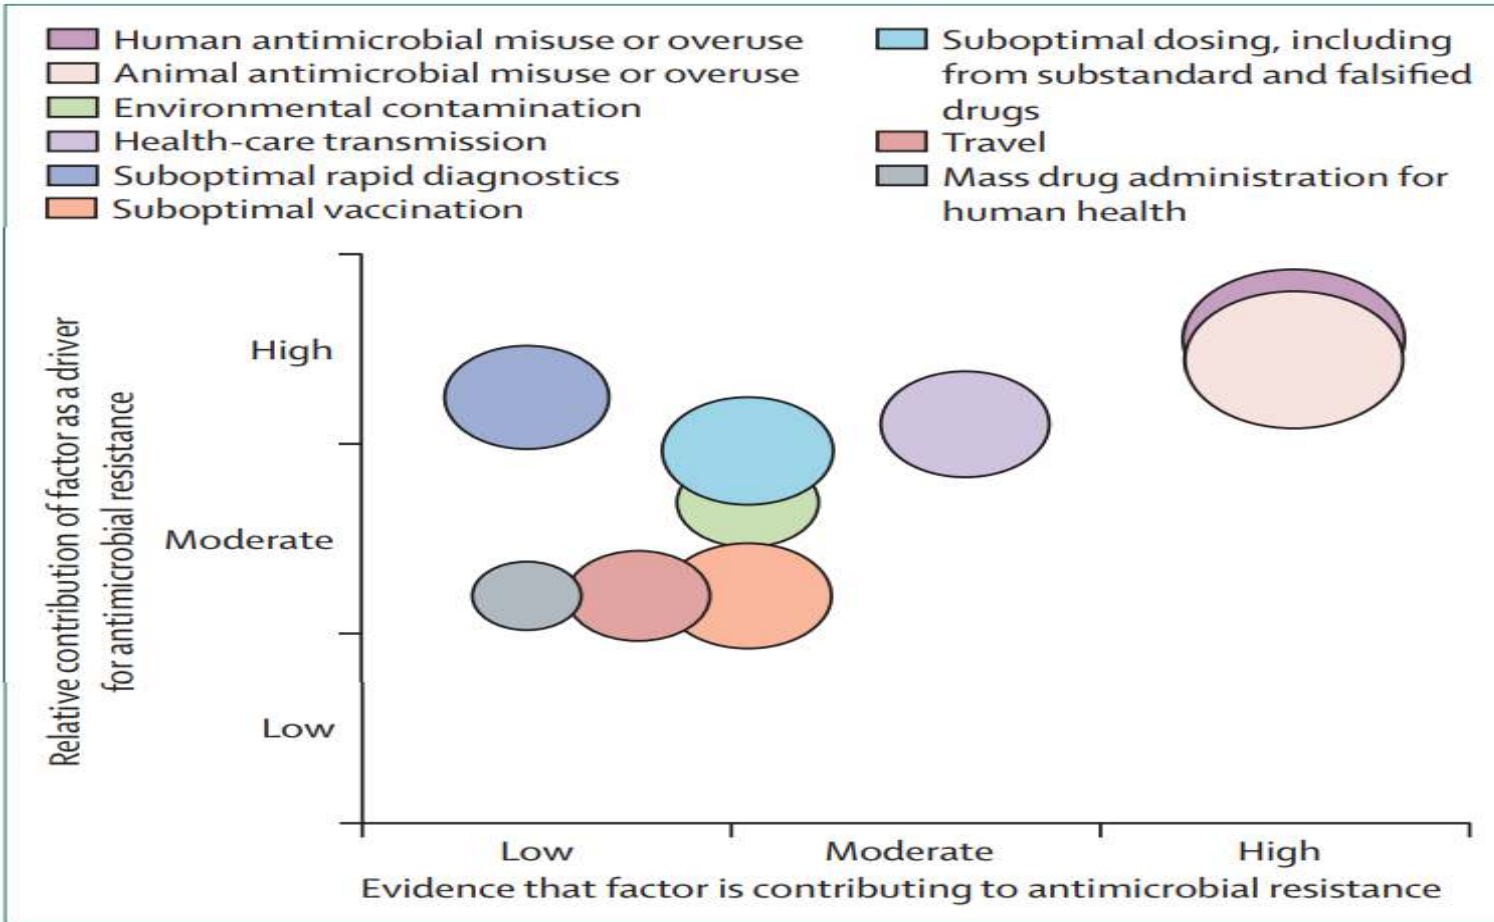 Human antimicrobial misuse or overuse
Animal antimicrobial misuse or overuse
Environmental contamination
Health-care transmission
Suboptimal rapid diagnostics
Suboptimal vaccination
Suboptimal dosing, including
from substandard and falsified
drugs
Travel
Mass drug administration for
human health
Relative contribution of factor as a driver
for antimicrobial resistance
High
Moderate
Low
Low
Moderate
High
Evidence that factor is contributing to antimicrobial resistance